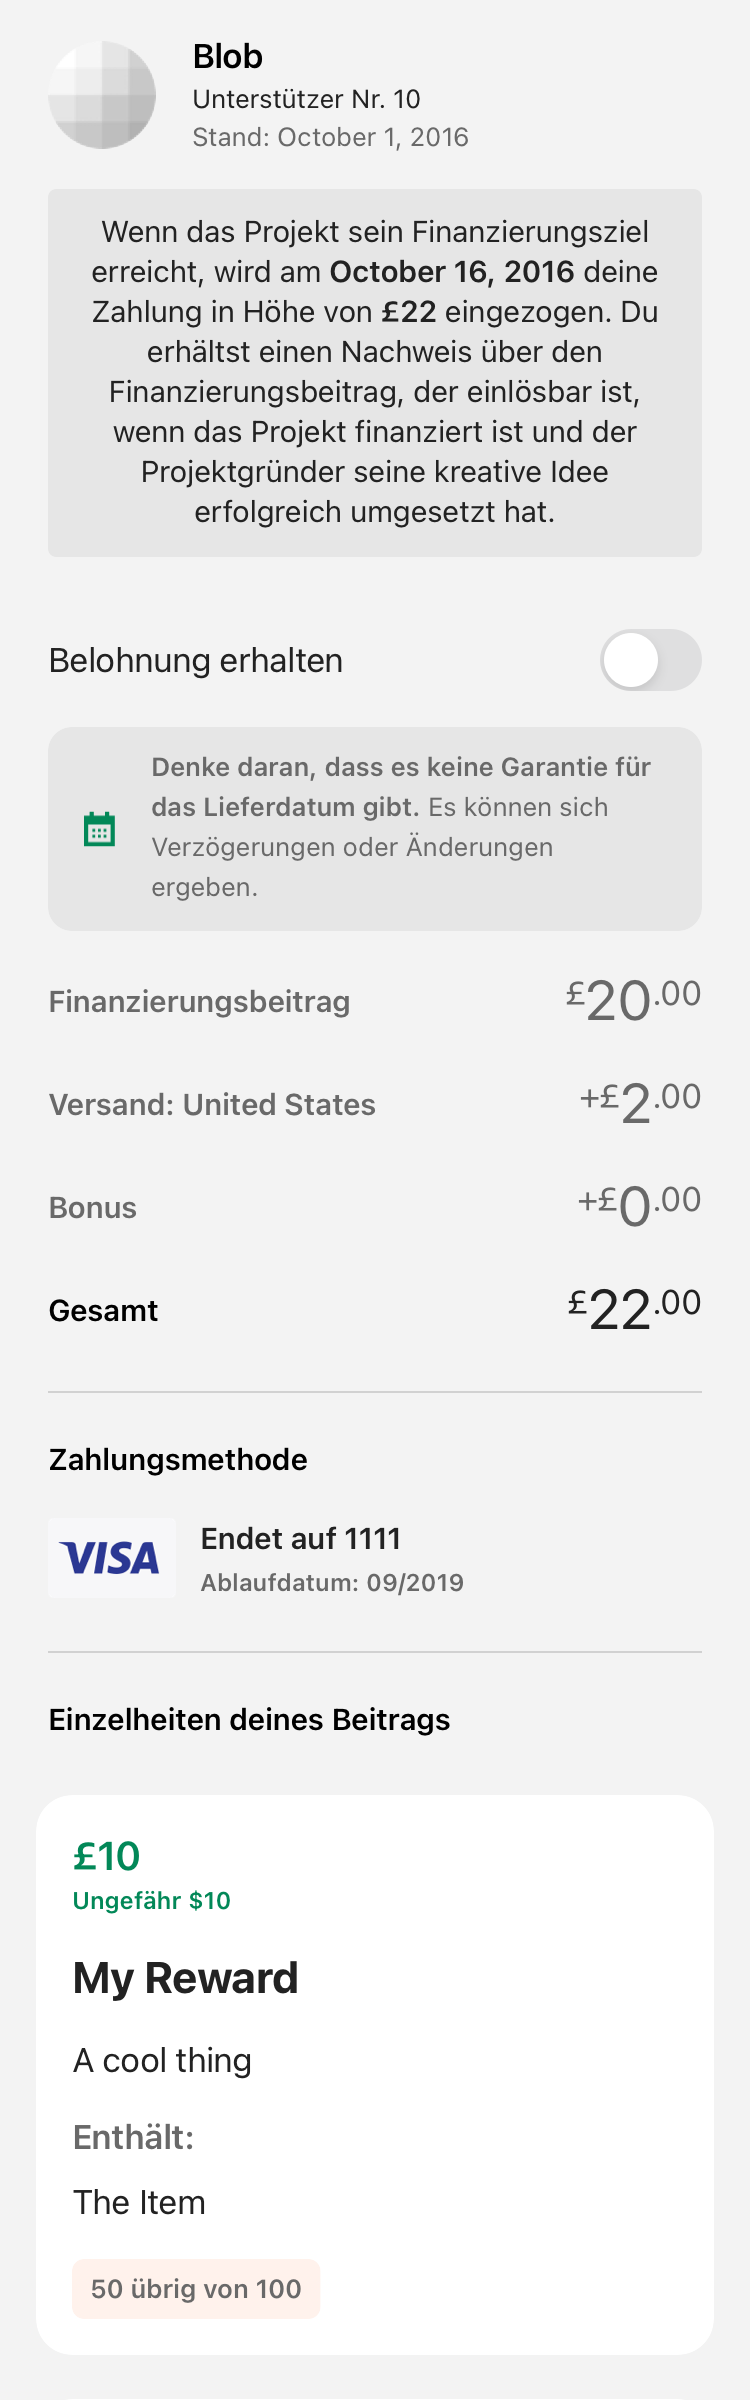 Blob
Unterstützer Nr. 10
Stand: October 1, 2016
Wenn das Projekt sein Finanzierungsziel
erreicht, wird am October 16, 2016 deine
Zahlung in Höhe von £22 eingezogen. Du
erhältst einen Nachweis über den
Finanzierungsbeitrag, der einlösbar ist,
wenn das Projekt finanziert ist und der
Projektgründer seine kreative Idee
erfolgreich umgesetzt hat.
Belohnung erhalten
Denke daran, dass es keine Garantie für
das Lieferdatum gibt. Es können sich
Verzögerungen oder Änderungen
ergeben.
Finanzierungsbeitrag £20.00
Versand: United States +£2.00
Bonus +£0.00
Gesamt £22.00
Zahlungsmethode
VISA
Endet auf 1111
Ablaufdatum: 09/2019
Einzelheiten deines Beitrags
£10
Ungefähr $10
My Reward
A cool thing
Enthält:
The Item
50 übrig von 100